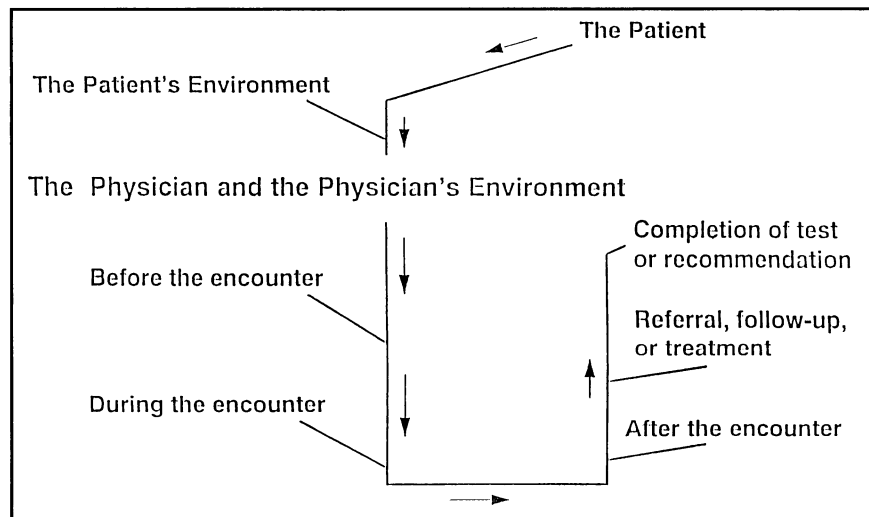 The Patient
The Patient's Environment
The Physician and the Physician's Environment
Before the encounter
During the encounter
After the encounter
Referral, follow-up,
or treatment
Completion of test
or recommendation